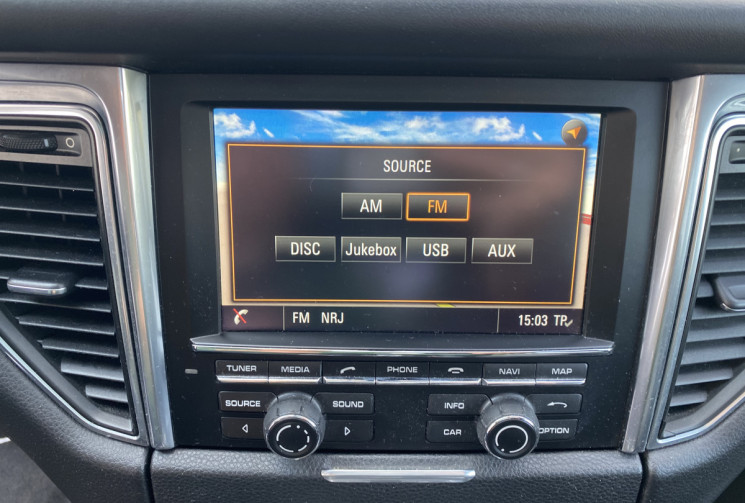 SOURCE
AM FM
DISC Jukebox USB AUX
FM NRJ 15:03 TP
TUNER MEDIA PHONE NAVI MAP
SOURCE SOUND INFO
CAR OPTION